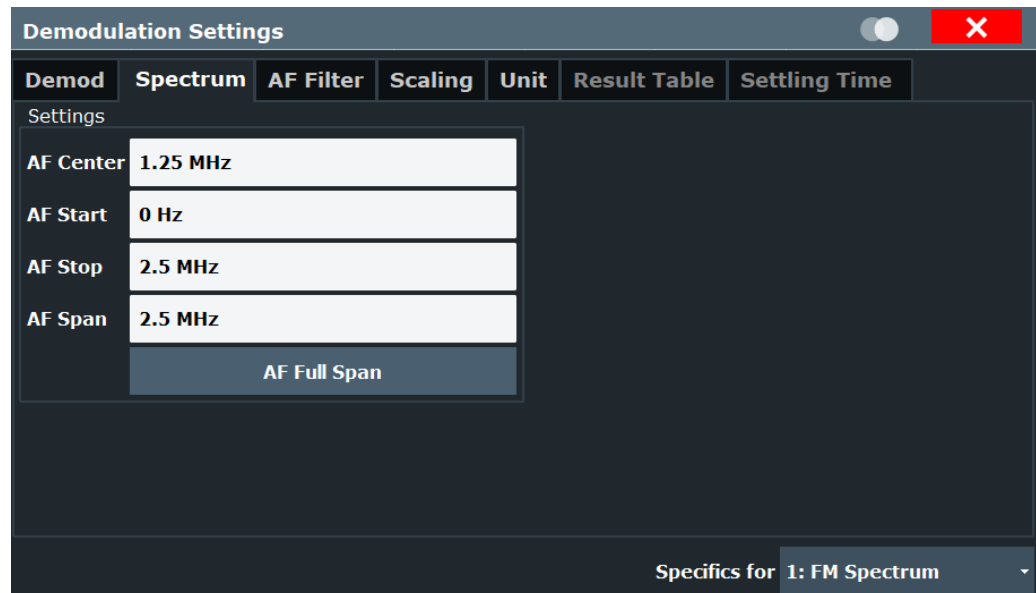 Demodulation Settings
Demod Spectrum AF Filter Scaling Unit Result Table Settling Time
Settings
AF Center 1.25 MHz
AF Start 0 Hz
AF Stop 2.5 MHz
AF Span 2.5 MHz
AF Full Span
Specifics for 1: FM Spectrum